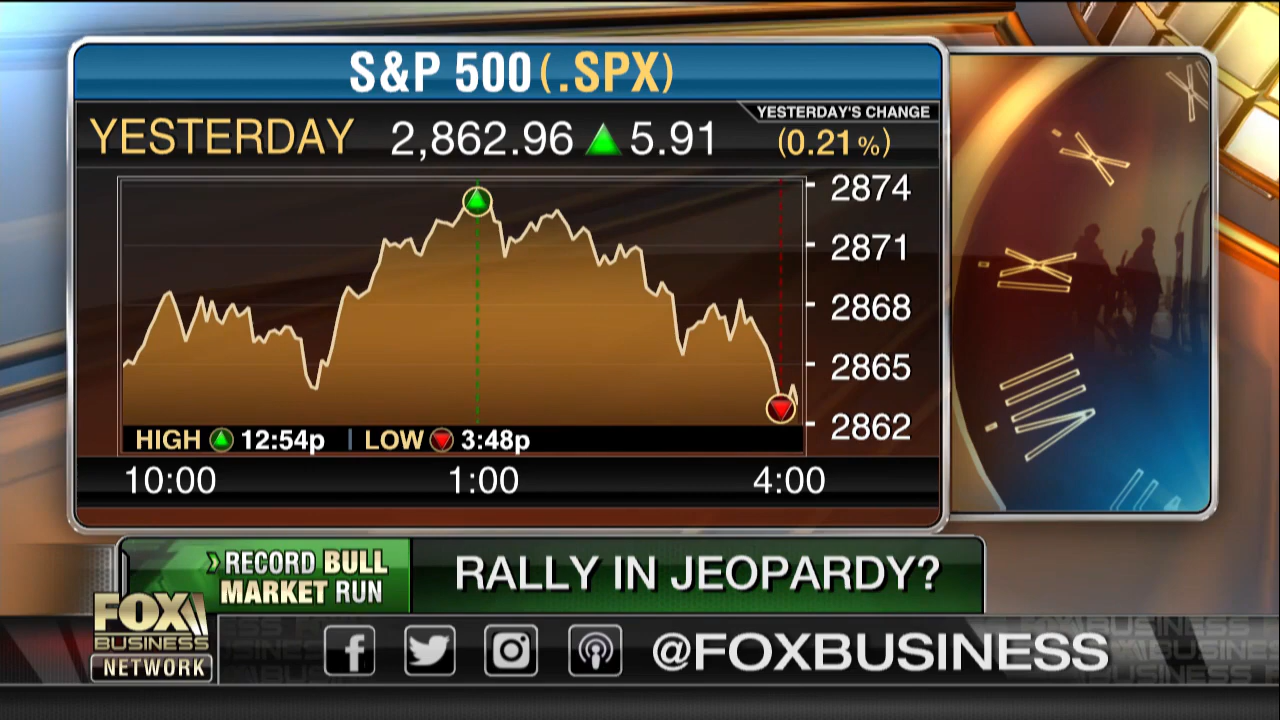 S&P 500 (.SPX)
YESTERDAY'S CHANGE
YESTERDAY 2,862.96 ▲ 5.91 (0.21%)
2874
2871
2868
2865
2862
HIGH ▲ 12:54p | LOW ▼ 3:48p
10:00 1:00 4:00
› RECORD BULL
MARKET RUN
RALLY IN JEOPARDY?
FOX
BUSINESS
NETWORK
@FOXBUSINESS